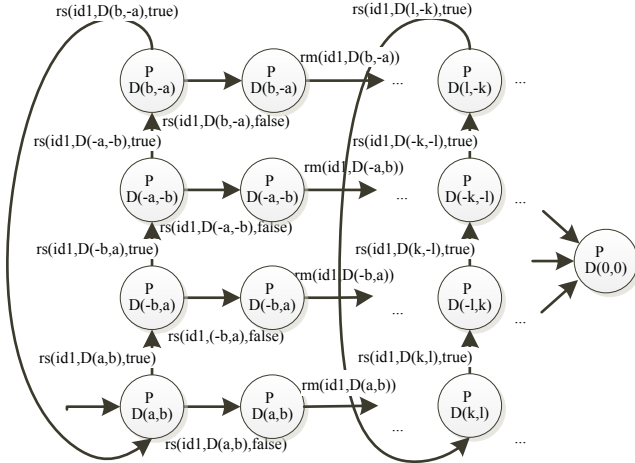 rs(id1,D(b,-a),true)
rs(id1,D(l,-k),true)
P
D(b,-a)
P
D(b,-a)
rm(id1,D(b,-a))
...
P
D(l,-k)
...
rs(id1,D(b,-a),false)
rs(id1,D(-a,-b),true)
rs(id1,D(-k,-l),true)
P
D(-a,-b)
P
D(-a,-b)
rm(id1,D(-a,b))
...
P
D(-k,-l)
...
rs(id1,D(-a,-b),false)
rs(id1,D(-b,a),true)
rs(id1,D(k,-l),true)
P
D(0,0)
P
D(-b,a)
P
D(-b,a)
rm(id1,D(-b,a))
...
P
D(-l,k)
...
rs(id1,(-b,a),false)
rs(id1,D(a,b),true)
rs(id1,D(k,l),true)
P
D(a,b)
P
D(a,b)
rm(id1,D(a,b))
...
P
D(k,l)
...
rs(id1,D(a,b),false)